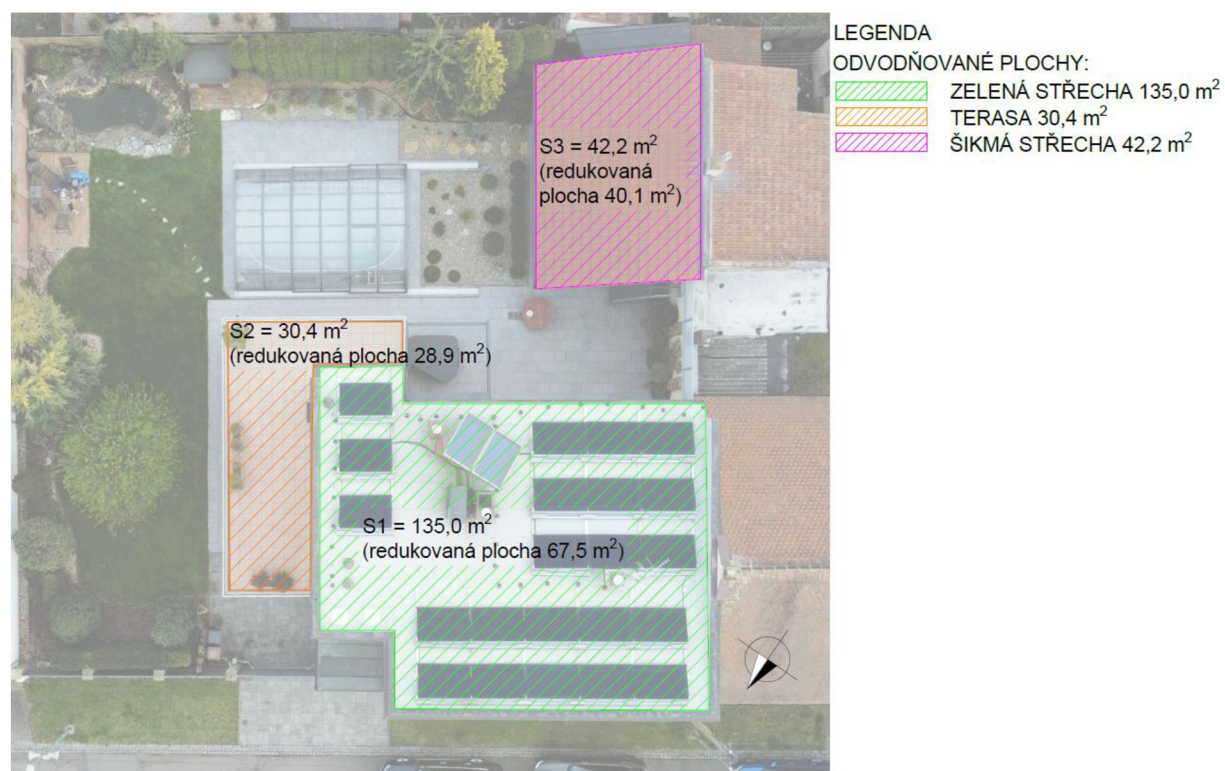 LEGENDA
ODVODŇOVANÉ PLOCHY:
ZELENÁ STŘECHA 135,0 m²
TERASA 30,4 m²
ŠIKMÁ STŘECHA 42,2 m²
S3 = 42,2 m²
(redukovaná
plocha 40,1 m²)
S2 = 30,4 m²
(redukovaná plocha 28,9 m²)
S1 = 135,0 m²
(redukovaná plocha 67,5 m²)